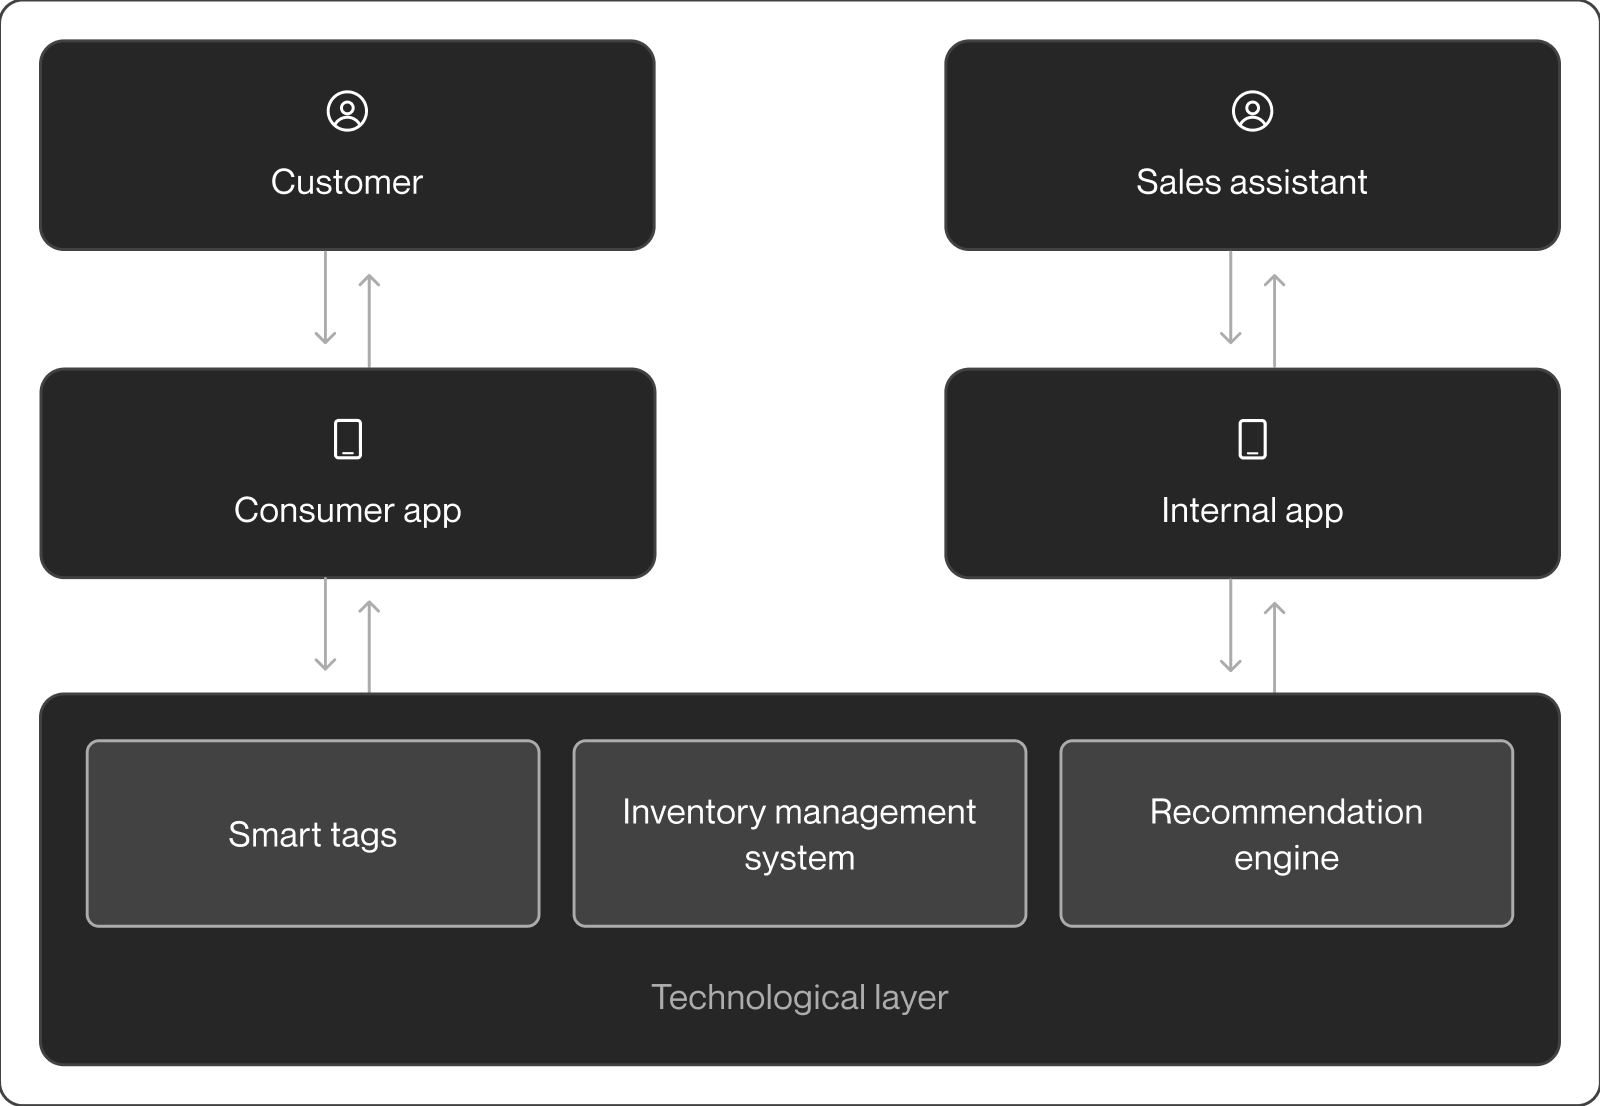 Customer
Sales assistant
Consumer app
Internal app
Smart tags
Inventory management
system
Recommendation
engine
Technological layer